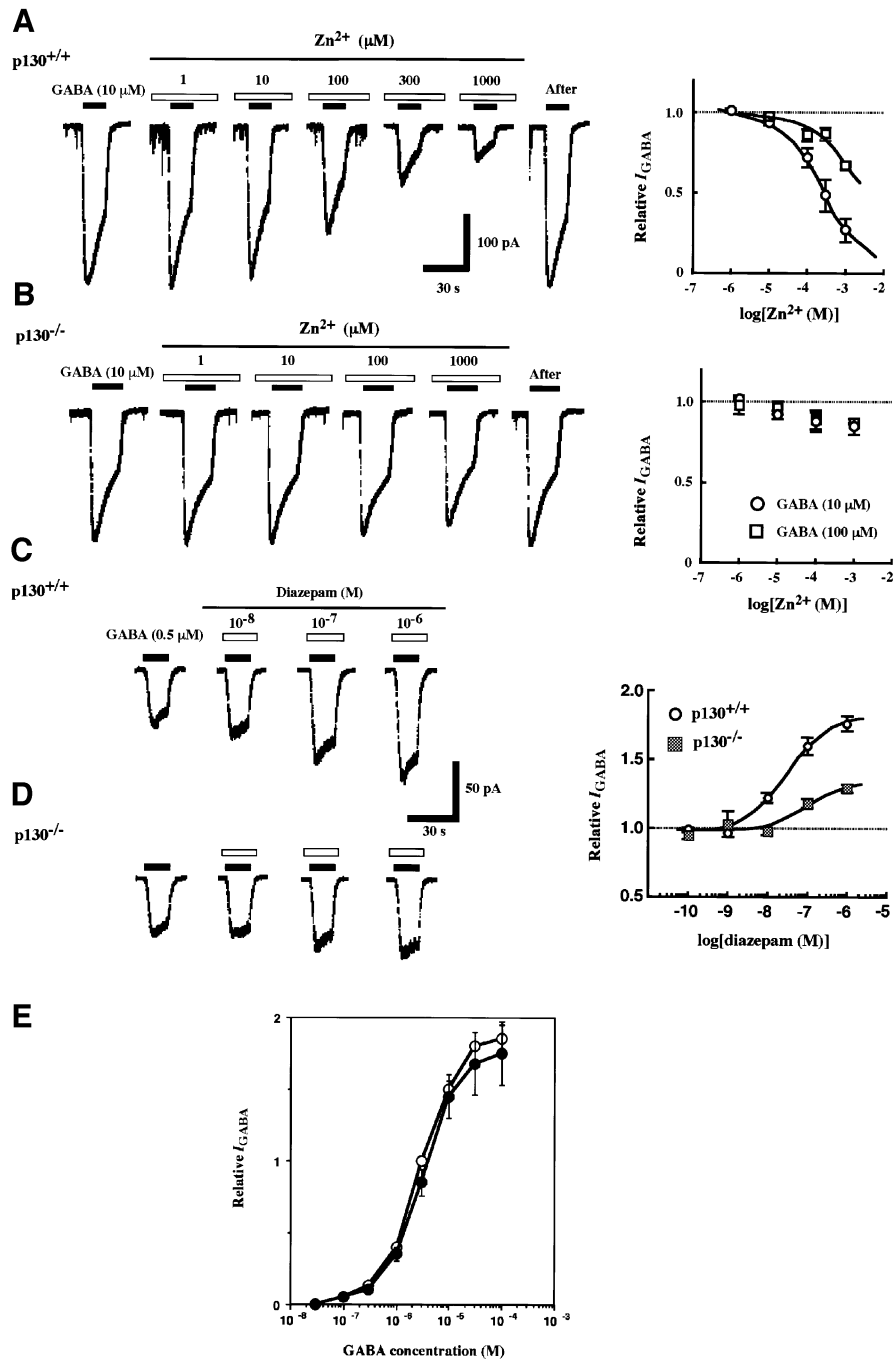 A
p130+/+
Zn2+ (μM)
GABA (10 μM)
1
10
100
300
1000
After
100 pA
30 s
Relative IGABA
1.0
0.5
0
-7
-6
-5
-4
-3
-2
log[Zn2+ (M)]
B
p130-/-
Zn2+ (μM)
GABA (10 μM)
1
10
100
1000
After
Relative IGABA
1.0
0.5
0
GABA (10 μM)
GABA (100 μM)
-7
-6
-5
-4
-3
-2
log[Zn2+ (M)]
C
p130+/+
Diazepam (M)
GABA (0.5 μM)
10-8
10-7
10-6
50 pA
30 s
D
p130-/-
Relative IGABA
2.0
1.5
1.0
0.5
p130+/+
p130-/-
-10
-9
-8
-7
-6
-5
log[diazepam (M)]
E
Relative IGABA
2
1
0
10-8
10-7
10-6
10-5
10-4
10-3
GABA concentration (M)